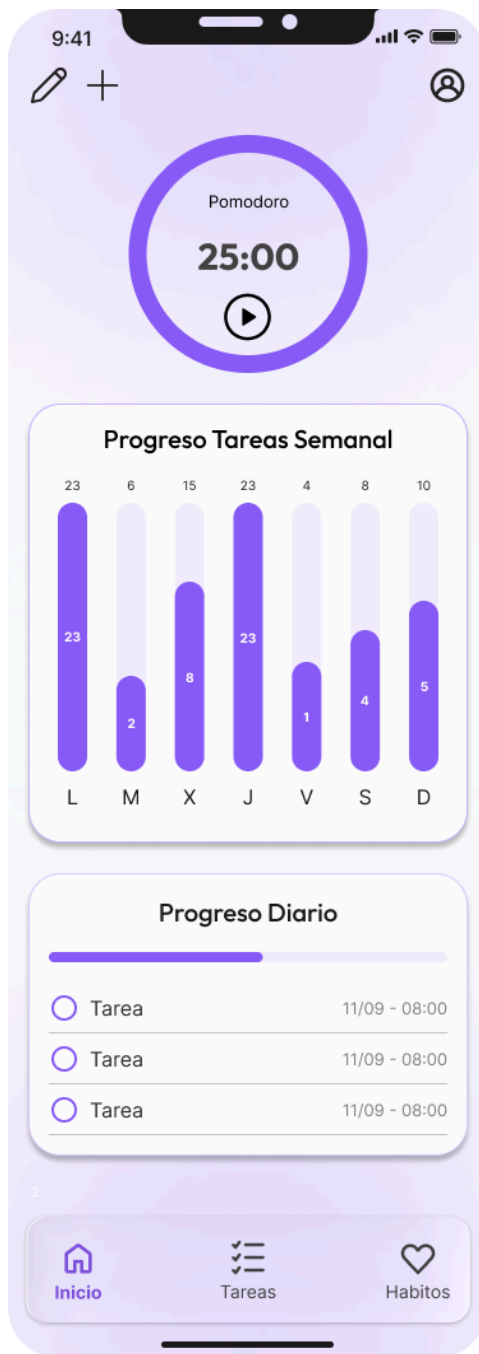 9:41
Pomodoro
25:00
Progreso Tareas Semanal
23 6 15 23 4 8 10
23 2 8 23 1 4 5
L M X J V S D
Progreso Diario
Tarea 11/09 - 08:00
Tarea 11/09 - 08:00
Tarea 11/09 - 08:00
2
Inicio Tareas Habitos